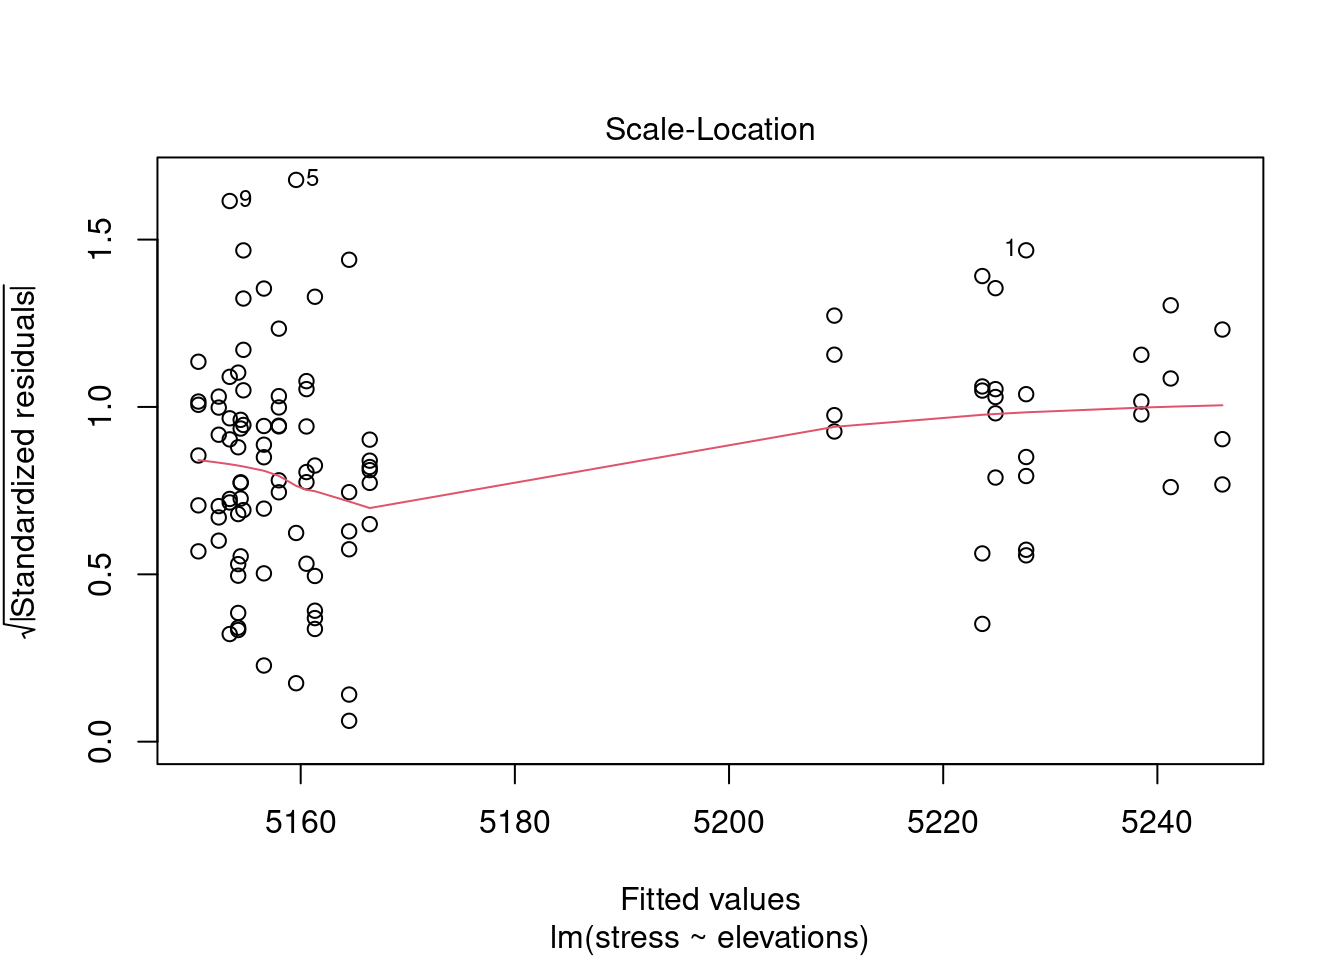 Scale-Location
√|Standardized residuals|
1.5
1.0
0.5
0.0
5
9
1
5160 5180 5200 5220 5240
Fitted values
lm(stress ~ elevations)